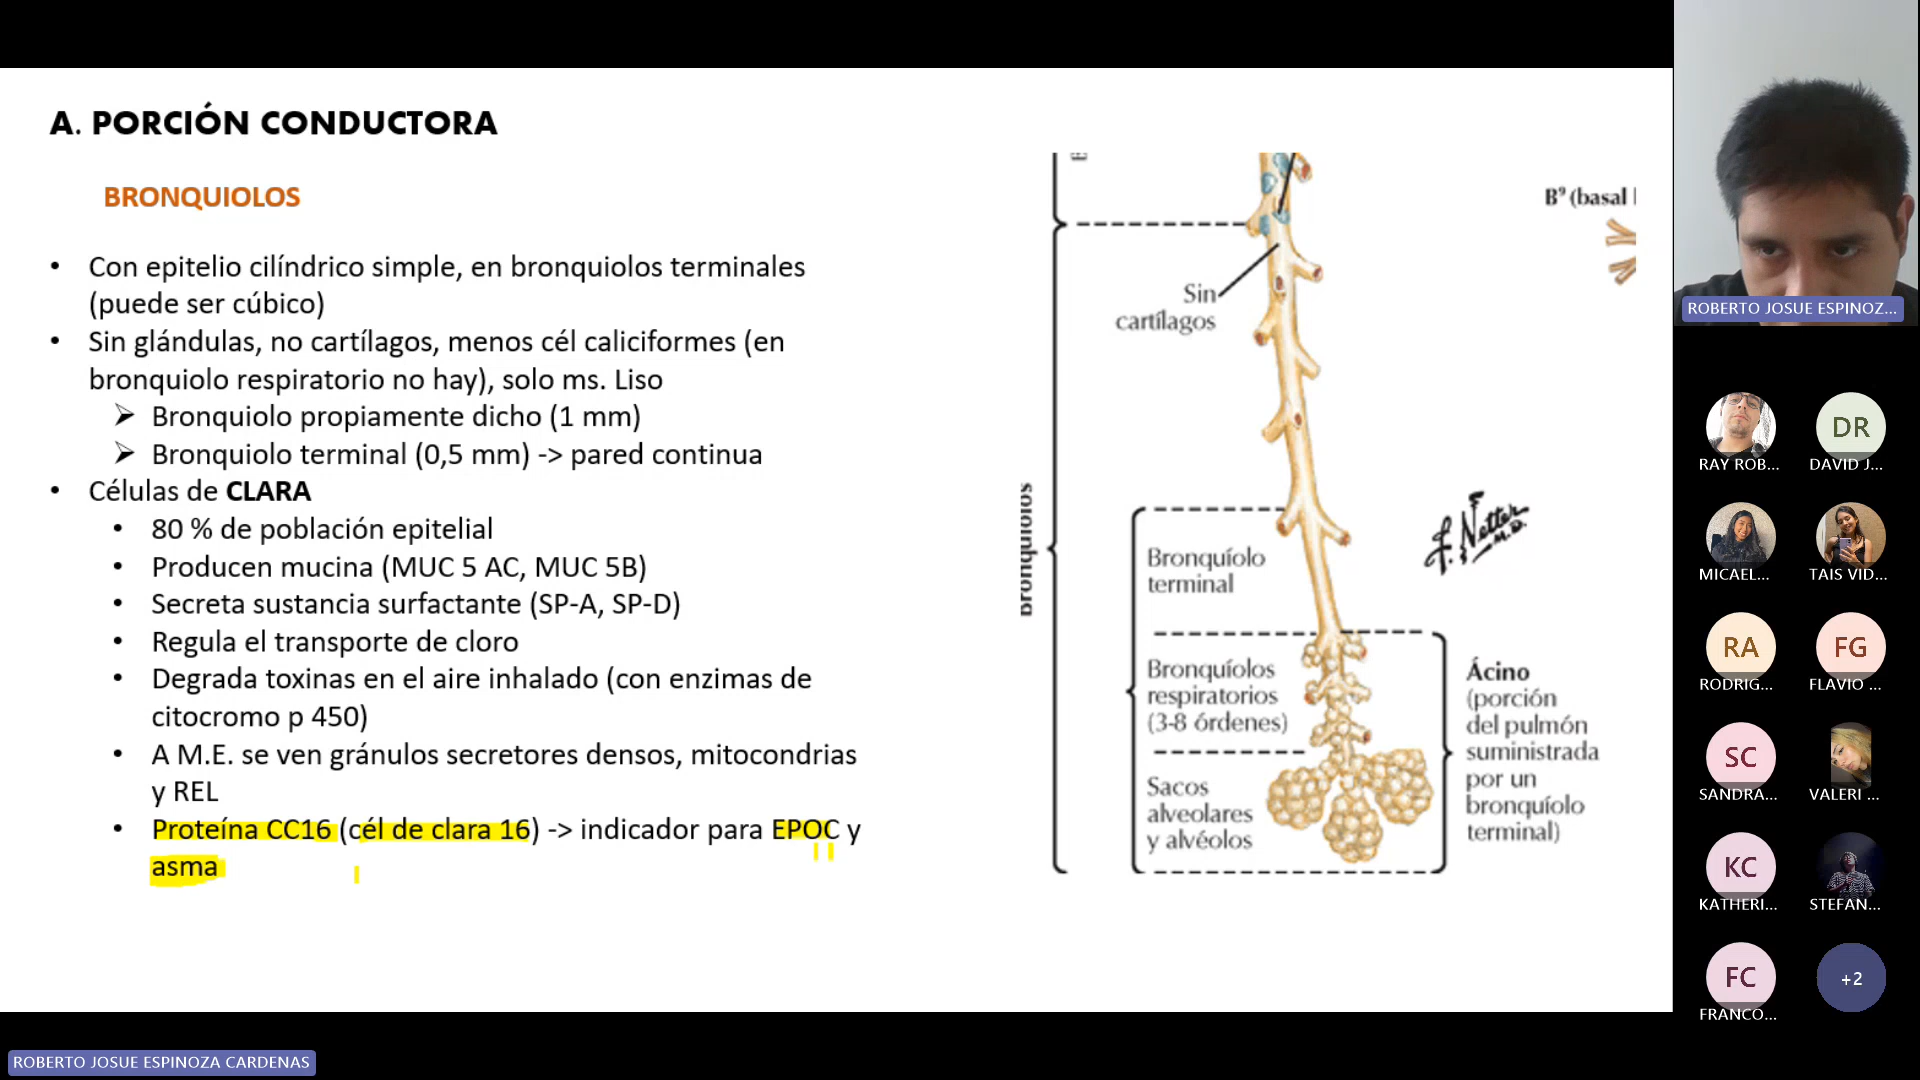 A. PORCIÓN CONDUCTORA
BRONQUIOLOS
• Con epitelio cilíndrico simple, en bronquiolos terminales
(puede ser cúbico)
• Sin glándulas, no cartílagos, menos cél caliciformes (en
bronquiolo respiratorio no hay), solo ms. Liso
➢ Bronquiolo propiamente dicho (1 mm)
➢ Bronquiolo terminal (0,5 mm) -> pared continua
• Células de CLARA
• 80 % de población epitelial
• Producen mucina (MUC 5 AC, MUC 5B)
• Secreta sustancia surfactante (SP-A, SP-D)
• Regula el transporte de cloro
• Degrada toxinas en el aire inhalado (con enzimas de
citocromo p 450)
• A M.E. se ven gránulos secretores densos, mitocondrias
y REL
• Proteína CC16 (cél de clara 16) -> indicador para EPOC y
asma
B⁹ (basal
Sin
cartílagos
Bronquiolos
Bronquíolo
terminal
Bronquíolos
respiratorios
(3-8 órdenes)
Sacos
alveolares
y alvéolos
Ácino
(porción
del pulmón
suministrada
por un
bronquíolo
terminal)
F. Netter
M.D.
ROBERTO JOSUE ESPINOZ...
RAY ROB...
DR
DAVID J...
MICAEL...
TAIS VID...
RA
RODRIG...
FG
FLAVIO ...
SC
SANDRA...
VALERI ...
KC
KATHERI...
STEFAN...
FC
FRANCO...
+2
ROBERTO JOSUE ESPINOZA CARDENAS